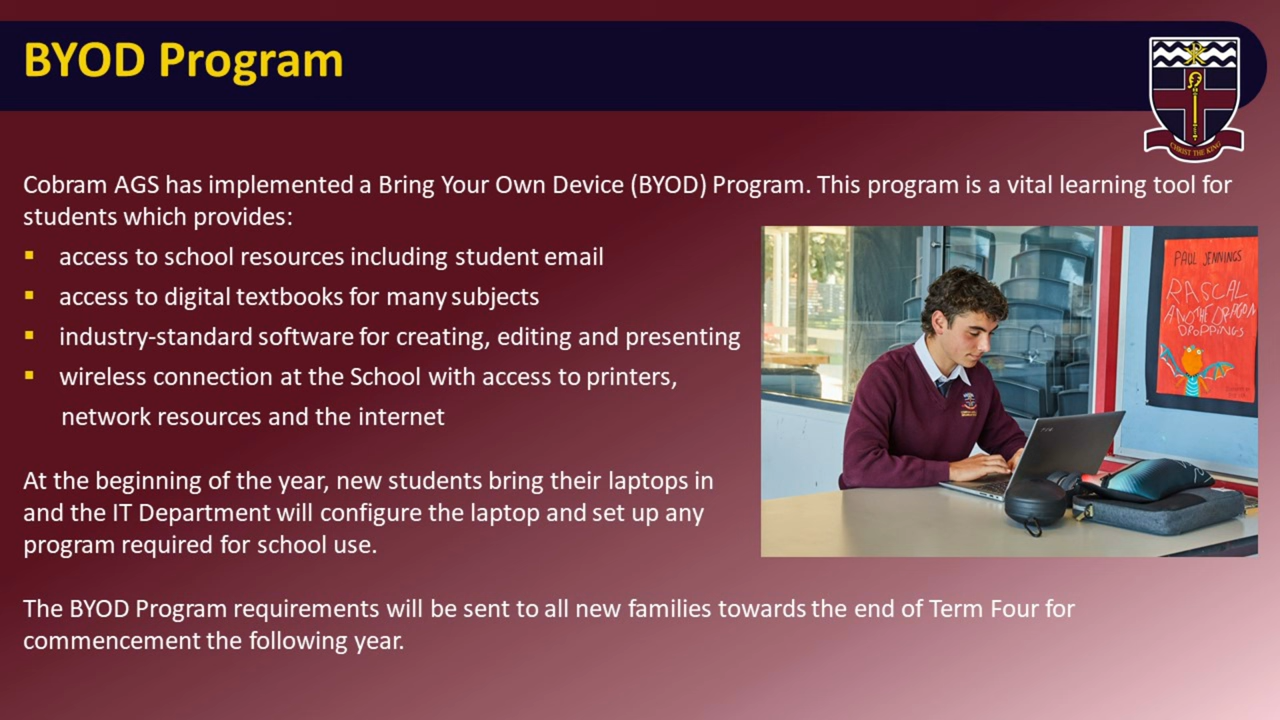 BYOD Program
CHRIST THE KING
Cobram AGS has implemented a Bring Your Own Device (BYOD) Program. This program is a vital learning tool for
students which provides:
▪ access to school resources including student email
▪ access to digital textbooks for many subjects
▪ industry-standard software for creating, editing and presenting
▪ wireless connection at the School with access to printers,
network resources and the internet
PAUL JENNINGS
RASCAL
ANOTHE DRAGON
DROPPINGS
At the beginning of the year, new students bring their laptops in
and the IT Department will configure the laptop and set up any
program required for school use.
The BYOD Program requirements will be sent to all new families towards the end of Term Four for
commencement the following year.